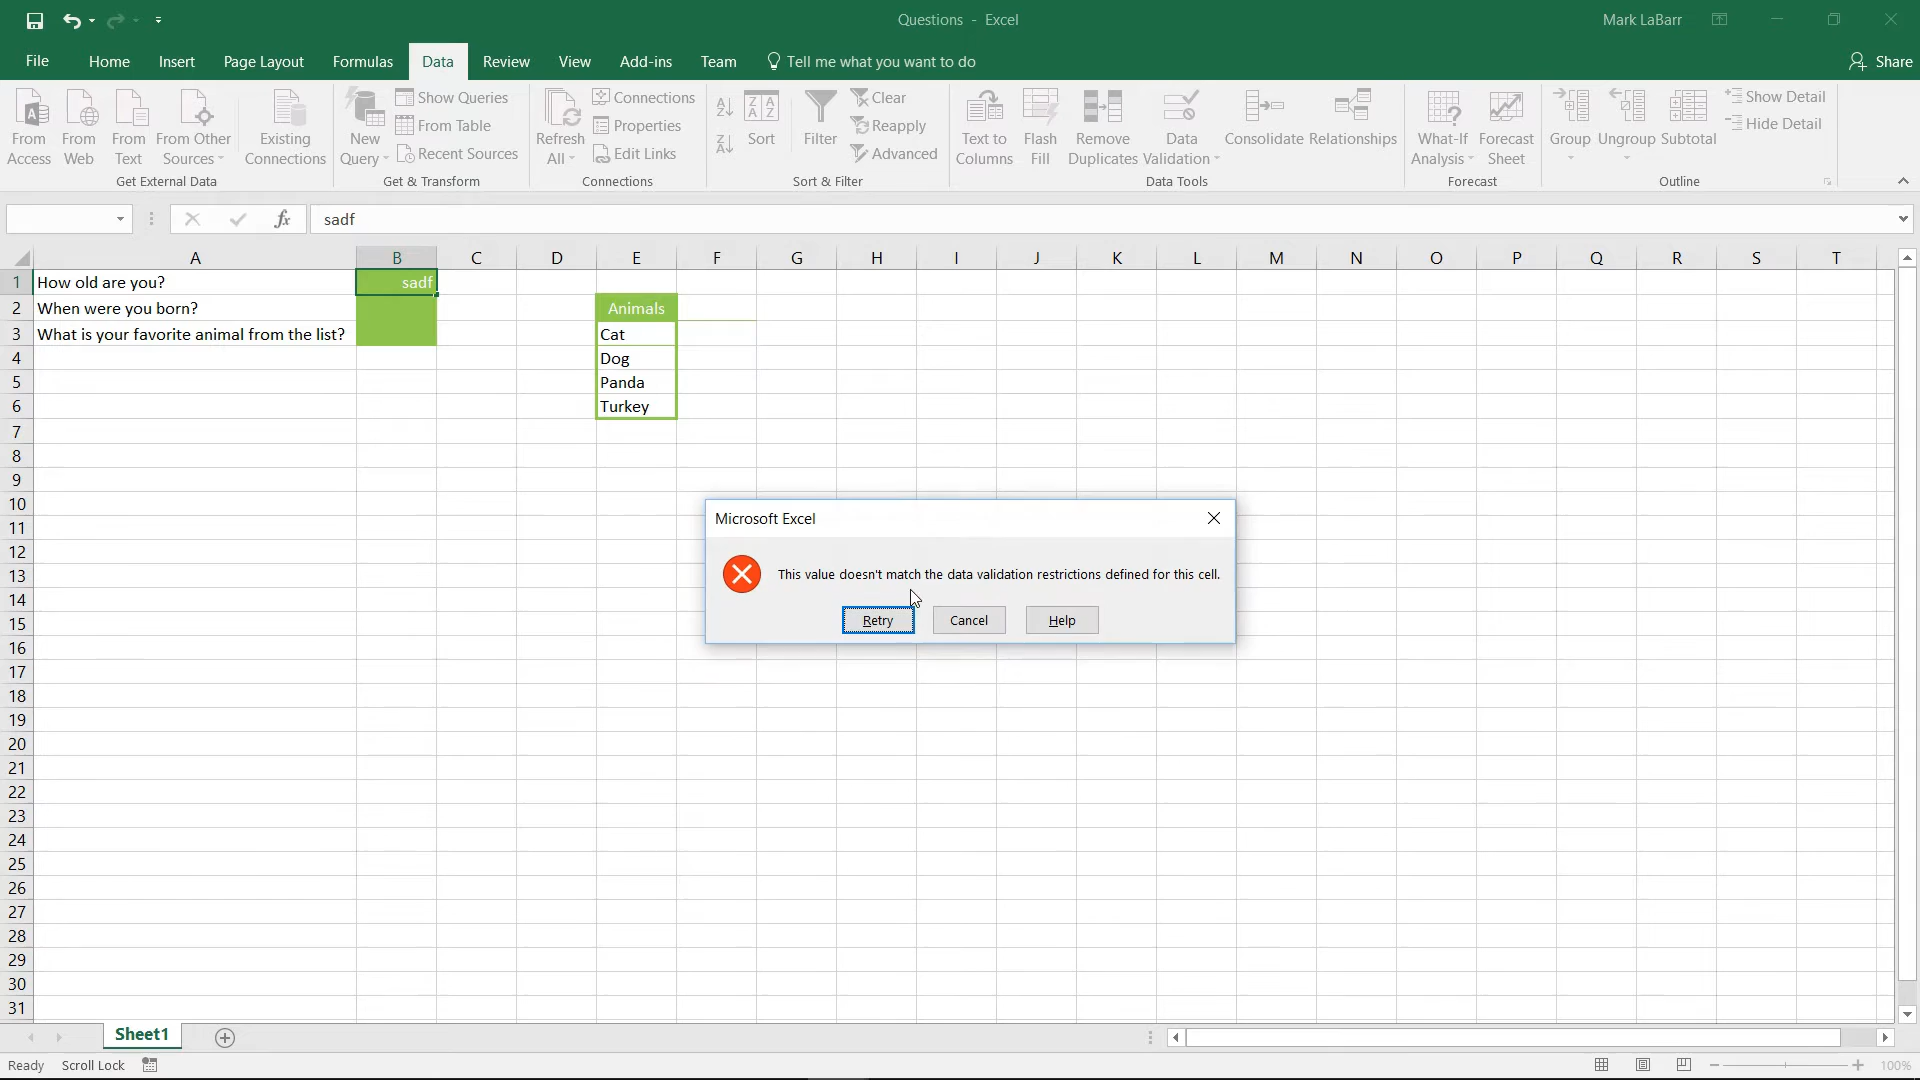 Questions - Excel
Mark LaBarr
File Home Insert Page Layout Formulas Data Review View Add-ins Team Tell me what you want to do Share
From Access
From Web
From Text
From Other Sources
Existing Connections
Get External Data
New Query
Show Queries
From Table
Recent Sources
Get & Transform
Refresh All
Connections
Properties
Edit Links
Connections
Sort
Filter
Clear
Reapply
Advanced
Sort & Filter
Text to Columns
Flash Fill
Remove Duplicates
Data Validation
Consolidate
Relationships
Data Tools
What-If Analysis
Forecast Sheet
Forecast
Group
Ungroup
Subtotal
Show Detail
Hide Detail
Outline
fx sadf
A B C D E F G H I J K L M N O P Q R S T
1 How old are you? sadf
2 When were you born? Animals
3 What is your favorite animal from the list? Cat
4 Dog
5 Panda
6 Turkey
7
8
9
10
11
12
13
14
15
16
17
18
19
20
21
22
23
24
25
26
27
28
29
30
31
Microsoft Excel
This value doesn't match the data validation restrictions defined for this cell.
Retry Cancel Help
Sheet1
Ready Scroll Lock 100%